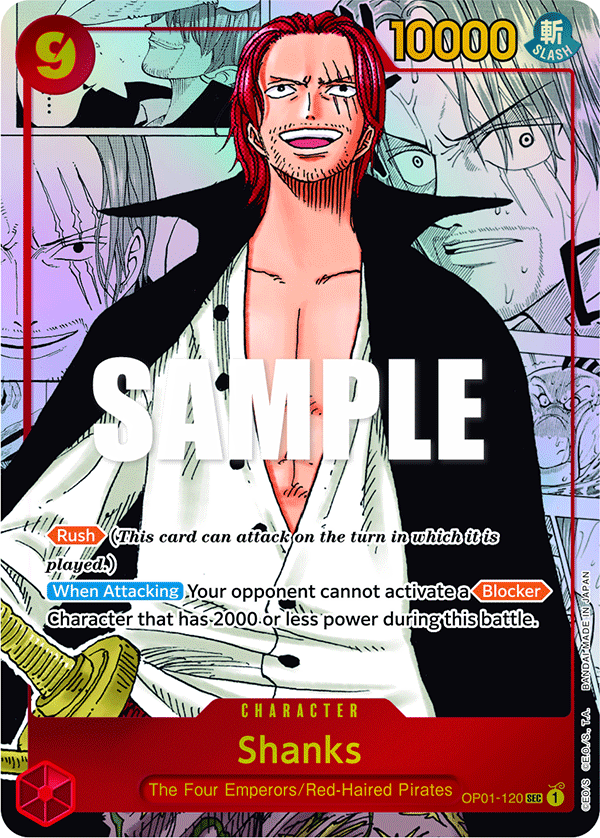 9
10000
斬
SLASH
SAMPLE
Rush (This card can attack on the turn in which it is
played.)
When Attacking Your opponent cannot activate a Blocker
Character that has 2000 or less power during this battle.
CHARACTER
Shanks
The Four Emperors/Red-Haired Pirates
OP01-120 SEC 1
©E.O/S ©E.O./S.,T.A. BANDAI MADE IN JAPAN